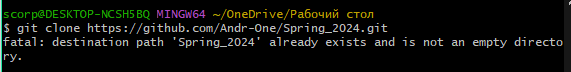 scorp@DESKTOP-NCSH5BQ MINGW64 ~/OneDrive/Рабочий стол
$ git clone https://github.com/Andr-One/Spring_2024.git
fatal: destination path 'Spring_2024' already exists and is not an empty directo
ry.